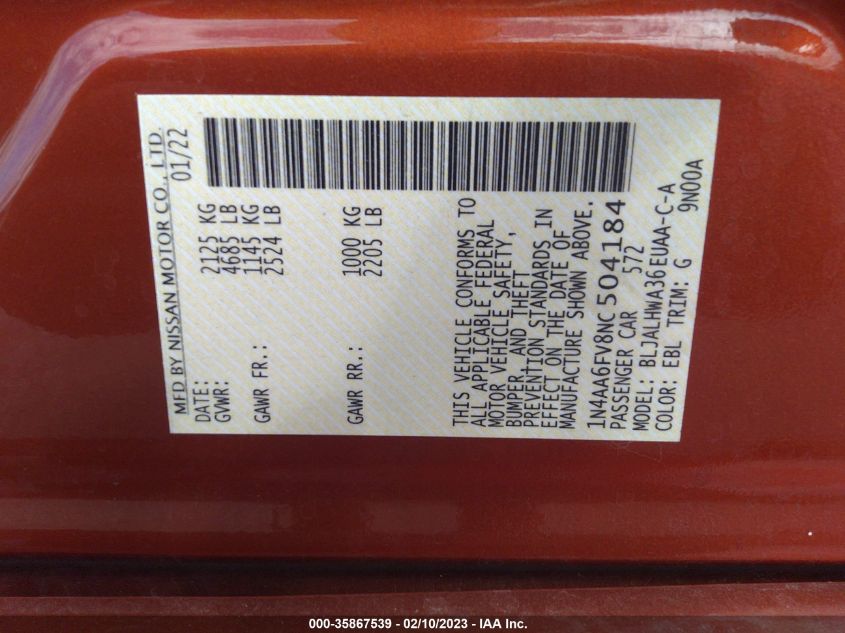 MFD BY NISSAN MOTOR CO., LTD.
DATE: 01/22
GVWR: 2125 KG
4685 LB
GAWR FR.: 1145 KG
2524 LB
GAWR RR.: 1000 KG
2205 LB
THIS VEHICLE CONFORMS TO
ALL APPLICABLE FEDERAL
MOTOR VEHICLE SAFETY,
BUMPER, AND THEFT
PREVENTION STANDARDS IN
EFFECT ON THE DATE OF
MANUFACTURE SHOWN ABOVE.
1N4AA6FV8NC504184
PASSENGER CAR 572
MODEL: BLJALHWA36EUAA-C-A
COLOR: EBL TRIM: G 9N00A
000-35867539 - 02/10/2023 - IAA Inc.